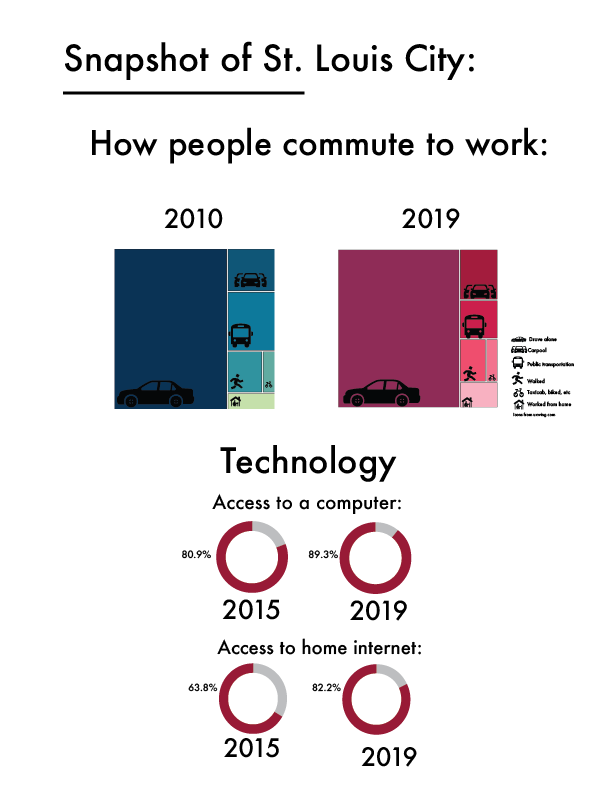 Snapshot of St. Louis City:
How people commute to work:
2010 2019
Drove alone
Carpool
Public transportation
Walked
Taxicab, biked, etc
Worked from home
Technology
Access to a computer:
80.9% 89.3%
2015 2019
Access to home internet:
63.8% 82.2%
2015 2019